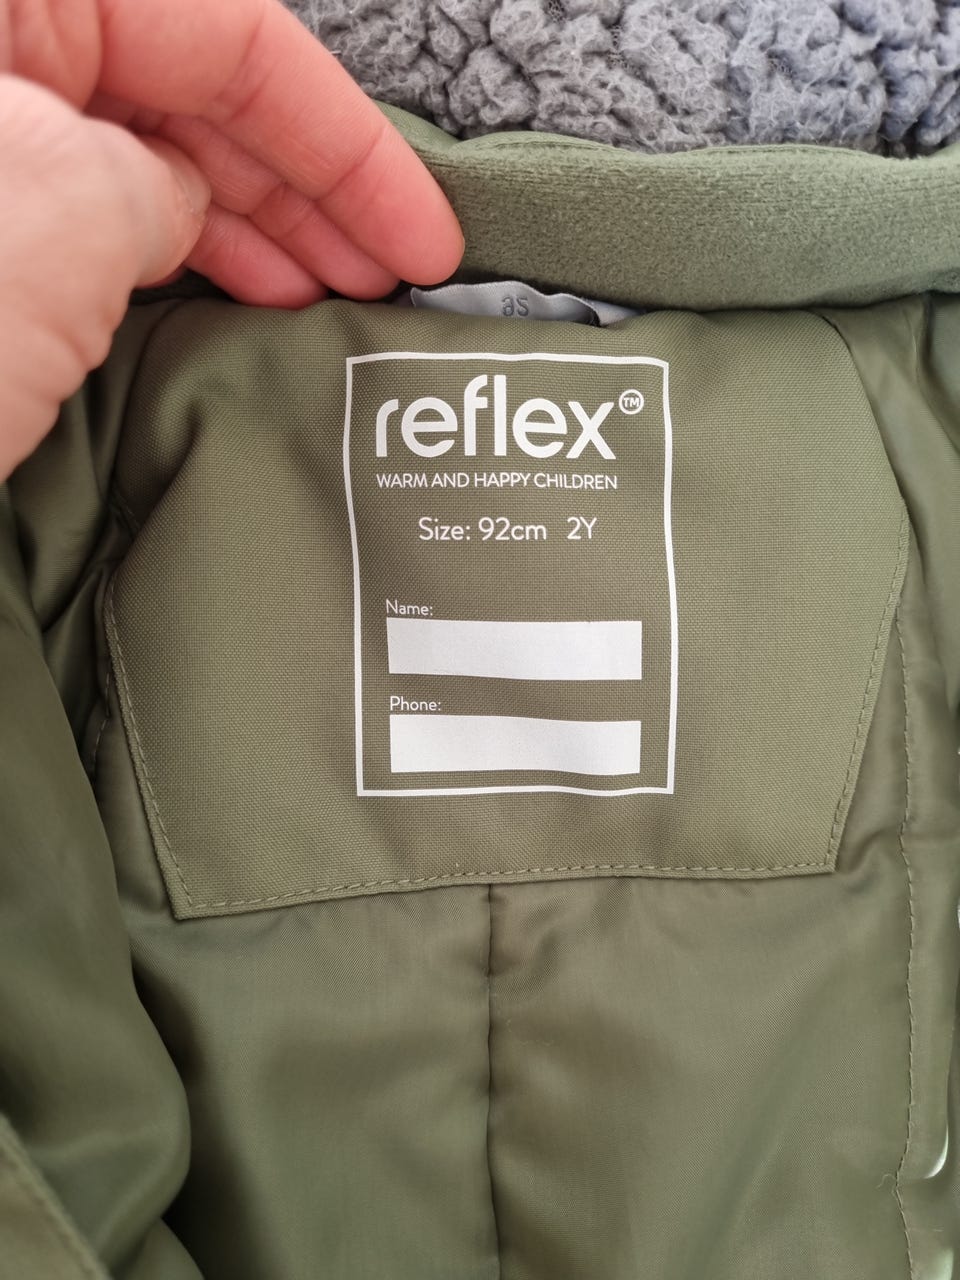 reflex™
WARM AND HAPPY CHILDREN
Size: 92cm 2Y
Name:
Phone: